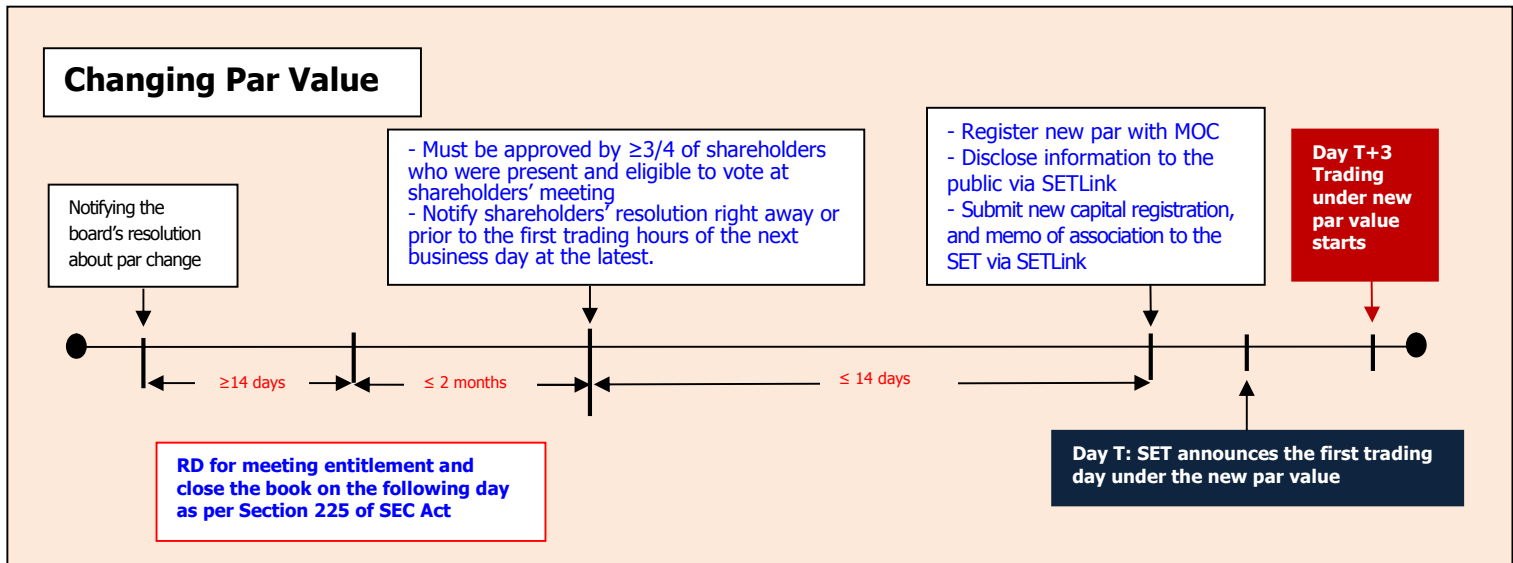 Changing Par Value
Notifying the
board's resolution
about par change
- Must be approved by ≥3/4 of shareholders
who were present and eligible to vote at
shareholders' meeting
- Notify shareholders' resolution right away or
prior to the first trading hours of the next
business day at the latest.
- Register new par with MOC
- Disclose information to the
public via SETLink
- Submit new capital registration,
and memo of association to the
SET via SETLink
Day T+3
Trading
under new
par value
starts
≥14 days
≤ 2 months
≤ 14 days
RD for meeting entitlement and
close the book on the following day
as per Section 225 of SEC Act
Day T: SET announces the first trading
day under the new par value